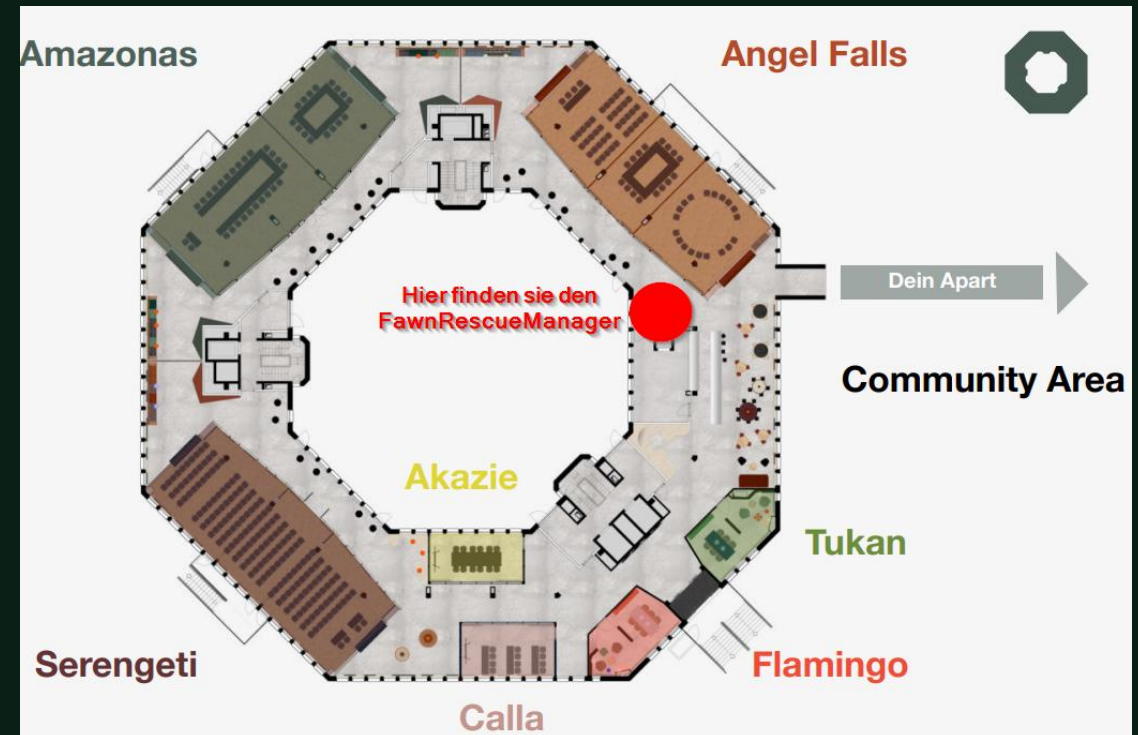 Amazonas
Angel Falls
Dein Apart
Hier finden sie den
FawnRescueManager
Community Area
Akazie
Tukan
Serengeti
Flamingo
Calla